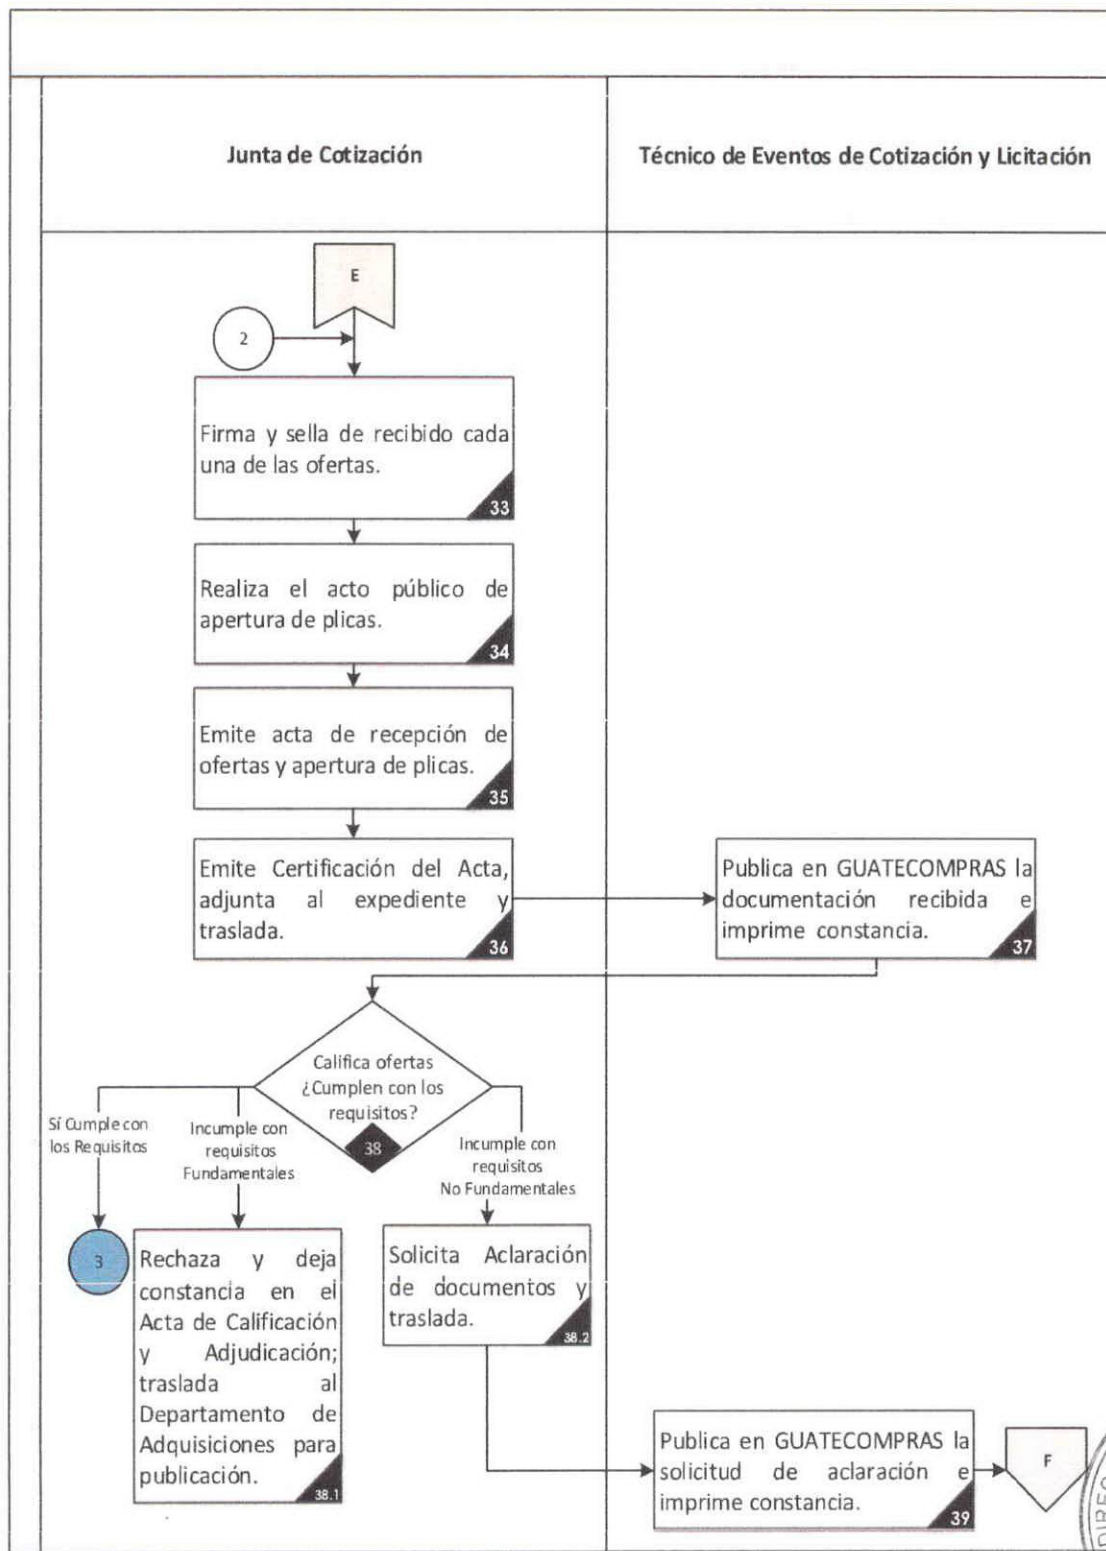 Junta de Cotización
Técnico de Eventos de Cotización y Licitación
E
2
Firma y sella de recibido cada
una de las ofertas.
33
Realiza el acto público de
apertura de plicas.
34
Emite acta de recepción de
ofertas y apertura de plicas.
35
Emite Certificación del Acta,
adjunta al expediente y
traslada.
36
Publica en GUATECOMPRAS la
documentación recibida e
imprime constancia.
37
Califica ofertas
¿Cumplen con los
requisitos?
38
Sí Cumple con
los Requisitos
Incumple con
requisitos
Fundamentales
Incumple con
requisitos
No Fundamentales
3
Rechaza y deja
constancia en el
Acta de Calificación
y Adjudicación;
traslada al
Departamento de
Adquisiciones para
publicación.
38.1
Solicita Aclaración
de documentos y
traslada.
38.2
Publica en GUATECOMPRAS la
solicitud de aclaración e
imprime constancia.
39
F